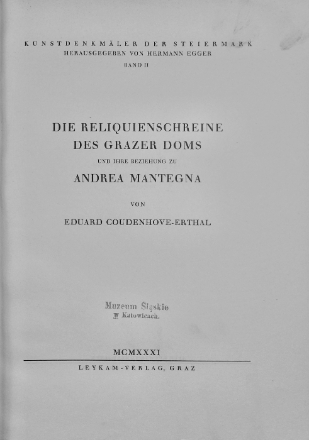 KUNSTDENKMÄLER DER STEIERMARK
HERAUSGEGEBEN VON HERMANN EGGER
BAND II
DIE RELIQUIENSCHREINE
DES GRAZER DOMS
UND IHRE BEZIEHUNG ZU
ANDREA MANTEGNA
VON
EDUARD COUDENHOVE-ERTHAL
Muzeum Śląskie
w Katowicach.
MCMXXXI
LEYKAM-VERLAG, GRAZ